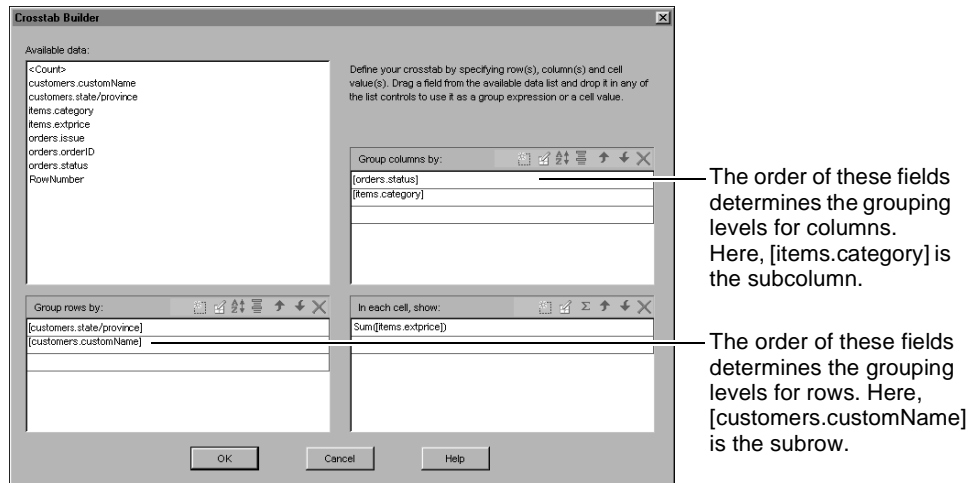 Crosstab Builder
Available data:
<Count>
customers.customName
customers.state/province
items.category
items.extprice
orders.issue
orders.orderID
orders.status
RowNumber
Define your crosstab by specifying row(s), column(s) and cell
value(s). Drag a field from the available data list and drop it in any of
the list controls to use it as a group expression or a cell value.
Group columns by:
[orders.status]
[items.category]
Group rows by:
[customers.state/province]
[customers.customName]
In each cell, show:
Sum([items.extprice])
OK
Cancel
Help
The order of these fields
determines the grouping
levels for columns.
Here, [items.category] is
the subcolumn.
The order of these fields
determines the grouping
levels for rows. Here,
[customers.customName]
is the subrow.